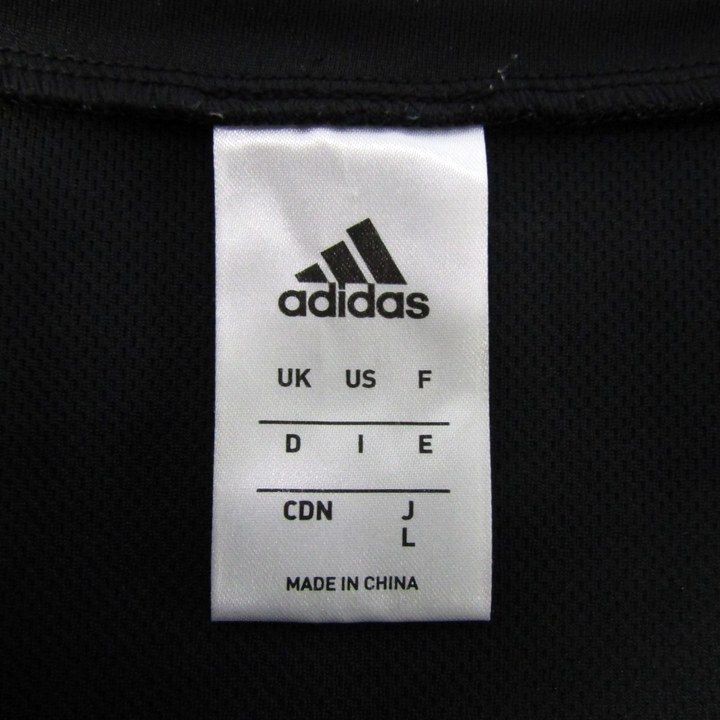 adidas
UK US F
D I E
CDN J
L
MADE IN CHINA